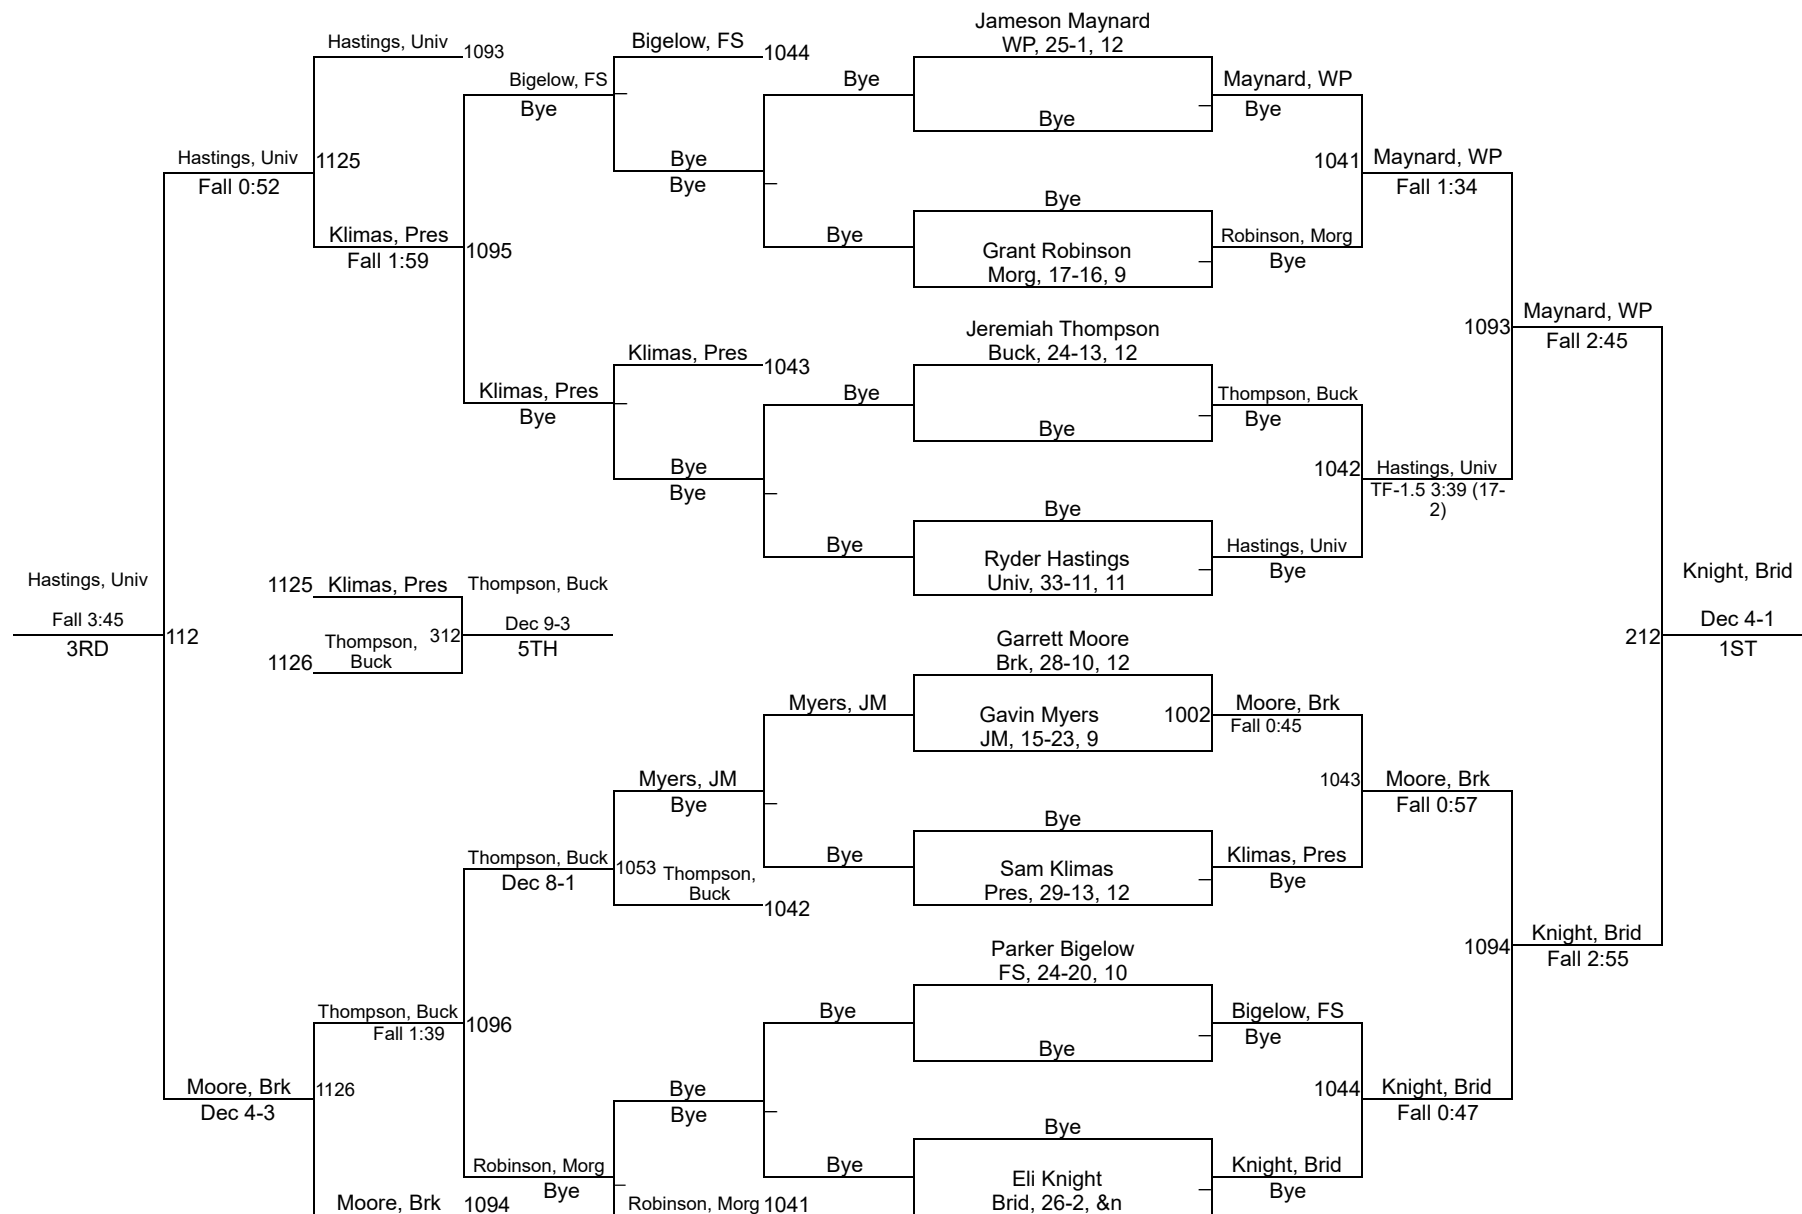 Jameson Maynard
WP, 25-1, 12
Hastings, Univ
1093
Bigelow, FS
1044
Bigelow, FS
Bye
Bye
Maynard, WP
Bye
Bye
Hastings, Univ
1125
Fall 0:52
Bye
Bye
1041
Maynard, WP
Fall 1:34
Bye
Klimas, Pres
1095
Fall 1:59
Bye
Grant Robinson
Morg, 17-16, 9
Robinson, Morg
Bye
1093
Maynard, WP
Fall 2:45
Jeremiah Thompson
Buck, 24-13, 12
Klimas, Pres
1043
Klimas, Pres
Bye
Bye
Thompson, Buck
Bye
Bye
Bye
Bye
1042
Hastings, Univ
TF-1.5 3:39 (17-
2)
Bye
Bye
Ryder Hastings
Univ, 33-11, 11
Hastings, Univ
Bye
Hastings, Univ
Fall 3:45
3RD
112
1125
Klimas, Pres
Thompson, Buck
Thompson,
Buck
312
Dec 9-3
5TH
1126
Knight, Brid
212
Dec 4-1
1ST
Garrett Moore
Brk, 28-10, 12
Myers, JM
Gavin Myers
JM, 15-23, 9
1002
Moore, Brk
Fall 0:45
Myers, JM
Bye
1043
Moore, Brk
Fall 0:57
Bye
Thompson, Buck
Dec 8-1
1053
Thompson,
Buck
1042
Bye
Sam Klimas
Pres, 29-13, 12
Klimas, Pres
Bye
1094
Knight, Brid
Fall 2:55
Parker Bigelow
FS, 24-20, 10
Thompson, Buck
Fall 1:39
1096
Bye
Bye
Bigelow, FS
Bye
Moore, Brk
Dec 4-3
1126
Bye
Bye
1044
Knight, Brid
Fall 0:47
Bye
Robinson, Morg
Bye
Bye
Eli Knight
Brid, 26-2, &n
Knight, Brid
Bye
Moore, Brk
1094
Robinson, Morg
1041